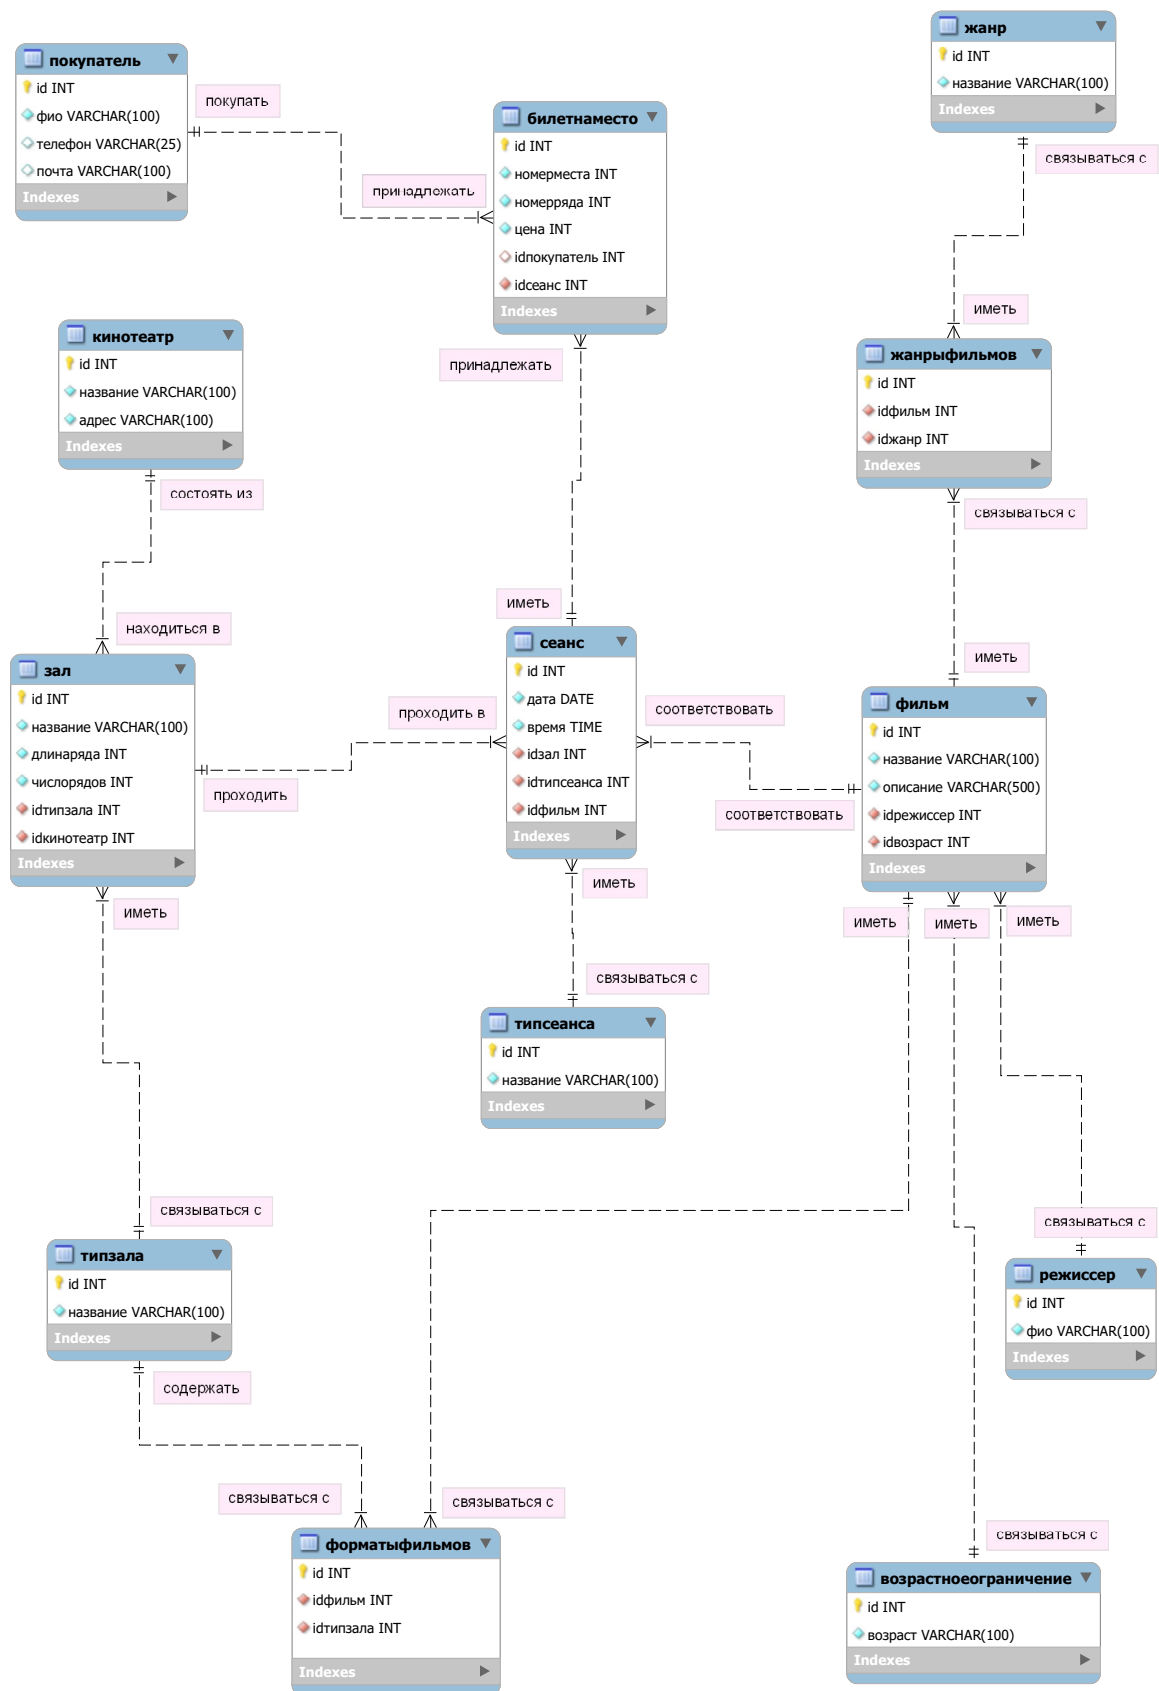 жанр
id INT
название VARCHAR(100)
Indexes
связываться с
покупатель
id INT
фио VARCHAR(100)
телефон VARCHAR(25)
почта VARCHAR(100)
Indexes
покупать
принадлежать
билетнаместо
id INT
номерместа INT
номерряда INT
цена INT
idпокупатель INT
idсеанс INT
Indexes
принадлежать
иметь
жанрыфильмов
id INT
idфильм INT
idжанр INT
Indexes
связываться с
кинотеатр
id INT
название VARCHAR(100)
адрес VARCHAR(100)
Indexes
состоять из
находиться в
иметь
иметь
зал
id INT
название VARCHAR(100)
длинаряда INT
числорядов INT
idтипзала INT
idкинотеатр INT
Indexes
иметь
проходить в
проходить
сеанс
id INT
дата DATE
время TIME
idзал INT
idтипсеанса INT
idфильм INT
Indexes
иметь
соответствовать
соответствовать
фильм
id INT
название VARCHAR(100)
описание VARCHAR(500)
idрежиссер INT
idвозраст INT
Indexes
иметь
иметь
иметь
связываться с
типсеанса
id INT
название VARCHAR(100)
Indexes
связываться с
типзала
id INT
название VARCHAR(100)
Indexes
содержать
связываться с
режиссер
id INT
фио VARCHAR(100)
Indexes
связываться с
связываться с
форматыфильмов
id INT
idфильм INT
idтипзала INT
Indexes
связываться с
возрастноеограничение
id INT
возраст VARCHAR(100)
Indexes